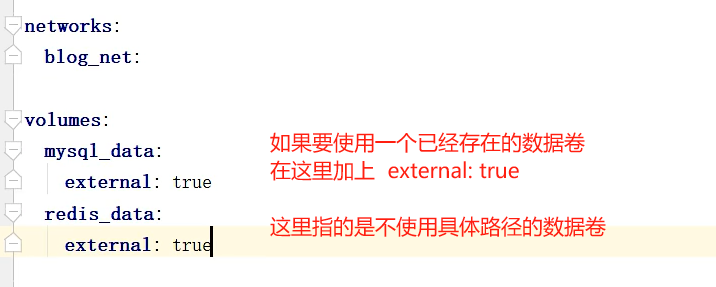 networks:
blog_net:
volumes:
mysql_data:
如果要使用一个已经存在的数据卷
在这里加上 external: true
external: true
redis_data:
这里指的是不使用具体路径的数据卷
external: true